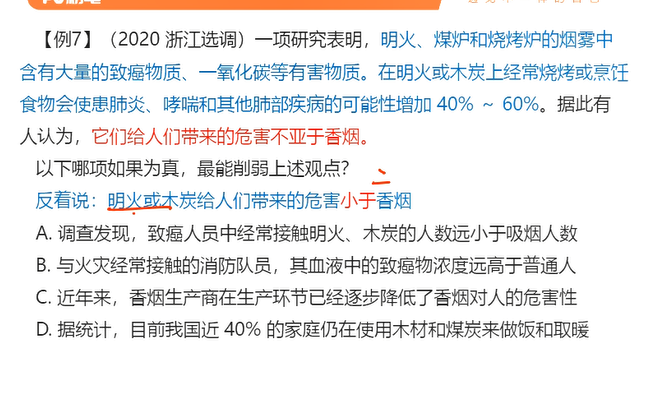 【例7】（2020 浙江选调）一项研究表明，明火、煤炉和烧烤炉的烟雾中
含有大量的致癌物质、一氧化碳等有害物质。在明火或木炭上经常烧烤或烹饪
食物会使患肺炎、哮喘和其他肺部疾病的可能性增加 40% ～ 60%。据此有
人认为，它们给人们带来的危害不亚于香烟。
以下哪项如果为真，最能削弱上述观点？
反着说：明火或木炭给人们带来的危害小于香烟
A. 调查发现，致癌人员中经常接触明火、木炭的人数远小于吸烟人数
B. 与火灾经常接触的消防队员，其血液中的致癌物浓度远高于普通人
C. 近年来，香烟生产商在生产环节已经逐步降低了香烟对人的危害性
D. 据统计，目前我国近 40% 的家庭仍在使用木材和煤炭来做饭和取暖